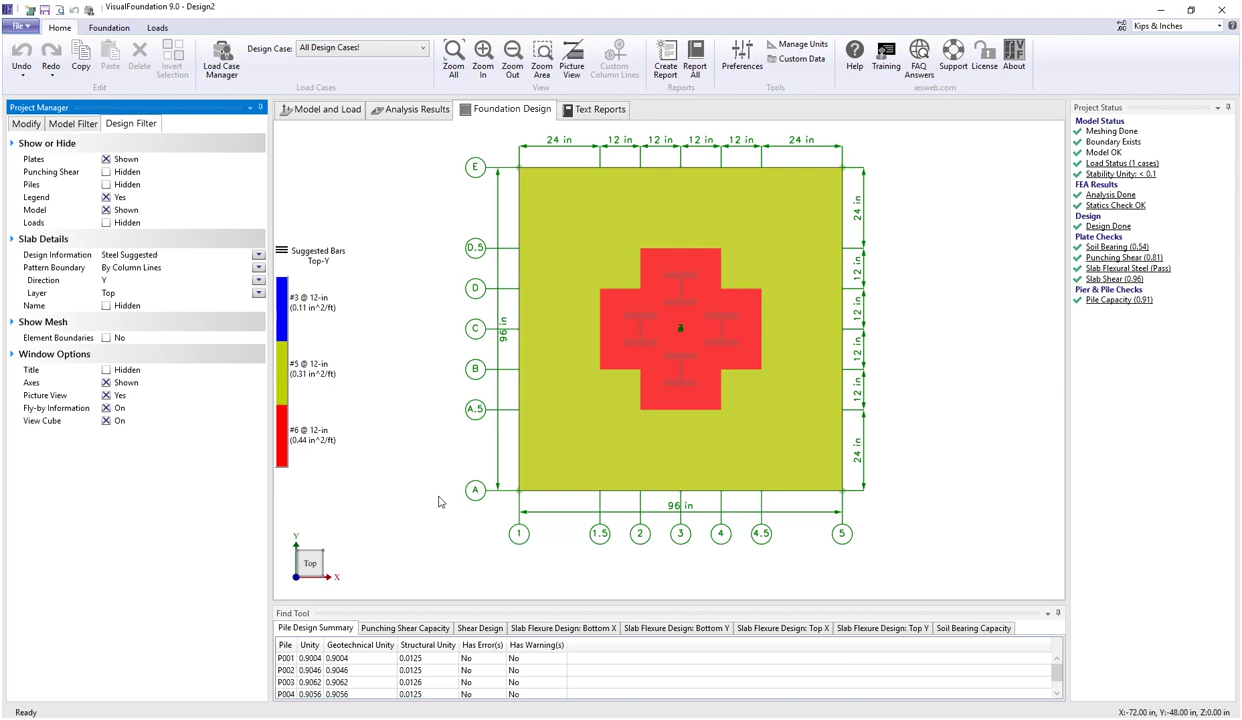 VisualFoundation 9.0 - Design2
File Home Foundation Loads Kips & Inches
Undo Redo Copy Paste Delete Invert Selection
Edit
Load Case Manager
Design Case: All Design Cases!
Load Cases
Zoom All Zoom In Zoom Out Zoom Area Picture View Custom Column Lines
View
Create Report Report All
Reports
Preferences Manage Units
Custom Data
Tools
Help Training FAQ Answers Support License About
iesweb.com
Project Manager
Modify Model Filter Design Filter
Show or Hide
Plates Shown
Punching Shear Hidden
Piles Hidden
Legend Yes
Model Shown
Loads Hidden
Slab Details
Design Information Steel Suggested
Pattern Boundary By Column Lines
Direction Y
Layer Top
Name Hidden
Show Mesh
Element Boundaries No
Window Options
Title Hidden
Axes Shown
Picture View Yes
Fly-by Information On
View Cube On
Model and Load Analysis Results Foundation Design Text Reports
Suggested Bars
Top-Y
#3 @ 12-in
(0.11 in^2/ft)
#5 @ 12-in
(0.31 in^2/ft)
#6 @ 12-in
(0.44 in^2/ft)
24 in 12 in 12 in 12 in 12 in 24 in
E
D.5
D
C
B
A.5
A
96 in
24 in
12 in
12 in
12 in
12 in
24 in
96 in
1 1.5 2 3 4 4.5 5
Y
Top
X
Project Status
Model Status
Meshing Done
Boundary Exists
Model OK
Load Status (1 cases)
Stability Unity: < 0.1
FEA Results
Analysis Done
Statics Check OK
Design
Design Done
Plate Checks
Soil Bearing (0.54)
Punching Shear (0.81)
Slab Flexural Steel (Pass)
Slab Shear (0.96)
Pier & Pile Checks
Pile Capacity (0.91)
Find Tool
Pile Design Summary Punching Shear Capacity Shear Design Slab Flexure Design: Bottom X Slab Flexure Design: Bottom Y Slab Flexure Design: Top X Slab Flexure Design: Top Y Soil Bearing Capacity
Pile Unity Geotechnical Unity Structural Unity Has Error(s) Has Warning(s)
P001 0.9004 0.9004 0.0125 No No
P002 0.9046 0.9046 0.0125 No No
P003 0.9062 0.9062 0.0126 No No
P004 0.9056 0.9056 0.0125 No No
Ready X:-72.00 in, Y:-48.00 in, Z:0.00 in